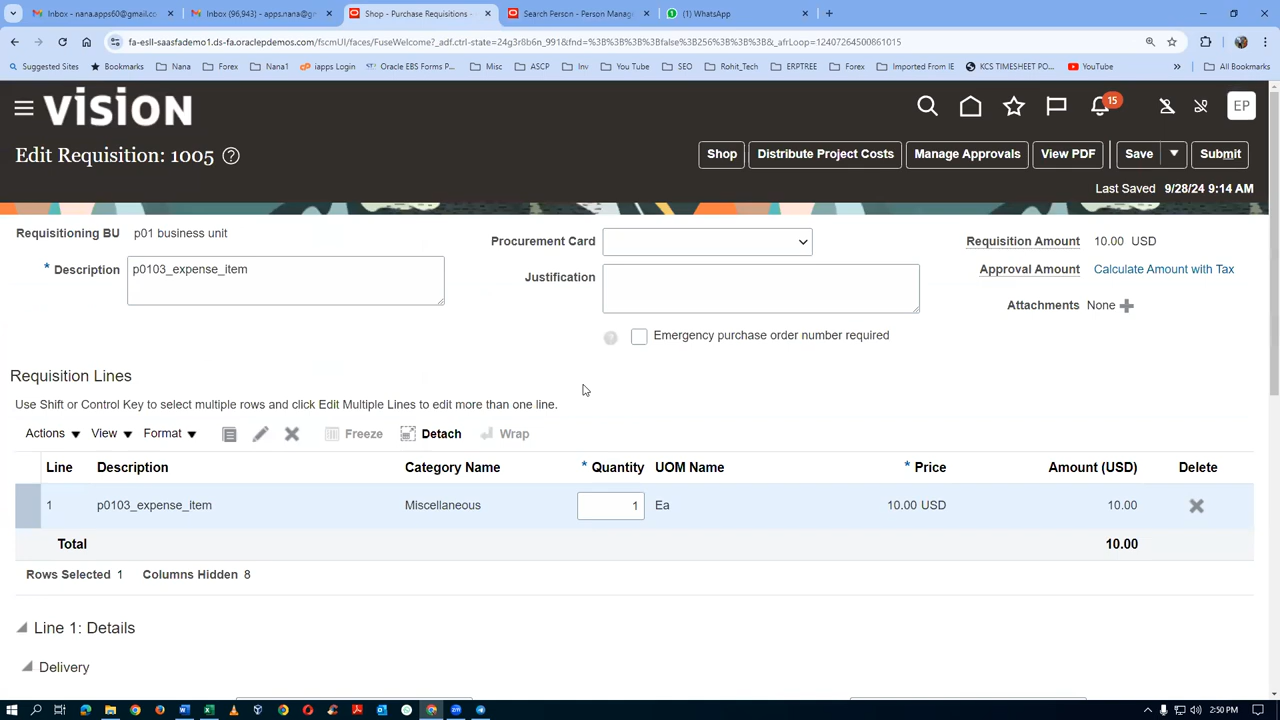 Inbox - nana.apps60@gmail.co
Inbox (96,943) - apps.nana@g
Shop - Purchase Requisitions -
Search Person - Person Manag
(1) WhatsApp
fa-esll-saasfademo1.ds-fa.oraclepdemos.com/fscmUI/faces/FuseWelcome?_adf.ctrl-state=24g3r8b6n_991&fnd=%3B%3B%3B%3Bfalse%3B256%3B%3B%3B&_afrLoop=12407264500861015
Suggested Sites
Bookmarks
Nana
Forex
Nana1
iapps Login
Oracle EBS Forms P...
Misc
ASCP
Inv
You Tube
SEO
Rohit_Tech
ERPTREE
Forex
Imported From IE
KCS TIMESHEET PO...
YouTube
All Bookmarks
vision
15
EP
Edit Requisition: 1005
Shop
Distribute Project Costs
Manage Approvals
View PDF
Save
Submit
Last Saved 9/28/24 9:14 AM
Requisitioning BU p01 business unit
* Description p0103_expense_item
Procurement Card
Justification
Emergency purchase order number required
Requisition Amount 10.00 USD
Approval Amount Calculate Amount with Tax
Attachments None
Requisition Lines
Use Shift or Control Key to select multiple rows and click Edit Multiple Lines to edit more than one line.
Actions View Format Freeze Detach Wrap
Line Description Category Name * Quantity UOM Name * Price Amount (USD) Delete
1 p0103_expense_item Miscellaneous 1 Ea 10.00 USD 10.00
Total 10.00
Rows Selected 1 Columns Hidden 8
Line 1: Details
Delivery
2:50 PM